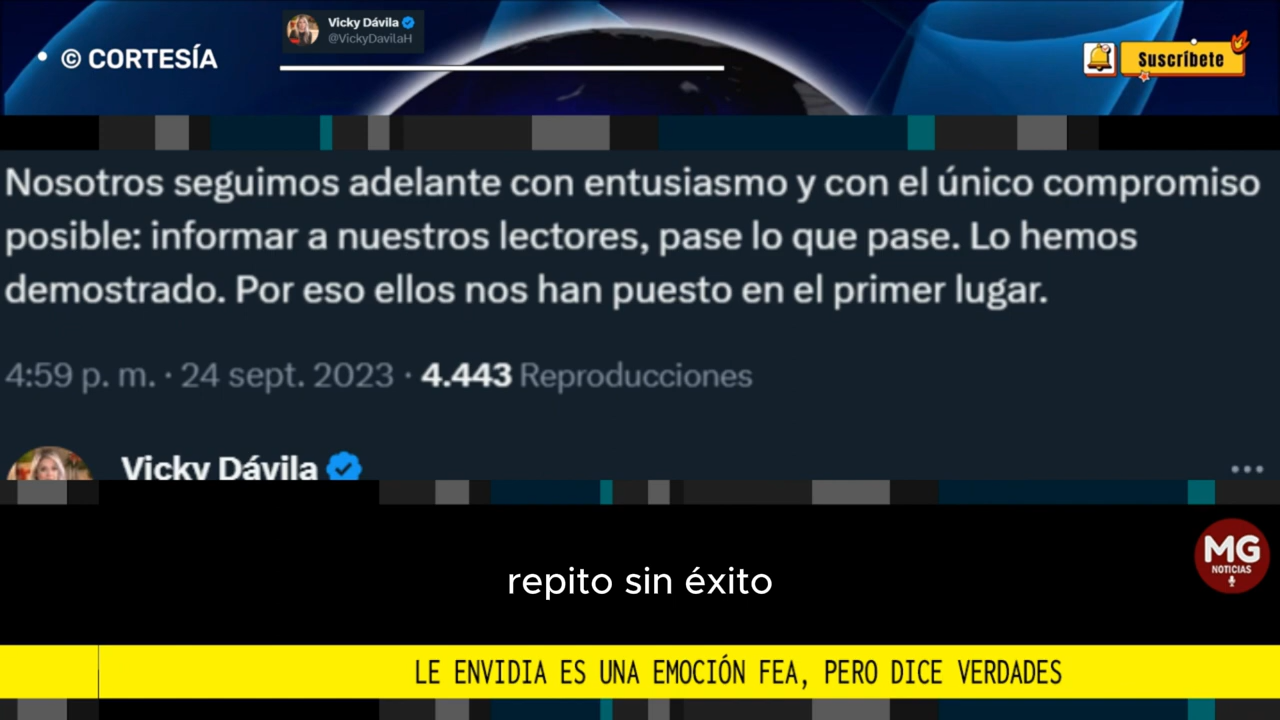 Vicky Dávila
@VickyDavilaH
• © CORTESÍA
Suscríbete
Nosotros seguimos adelante con entusiasmo y con el único compromiso
posible: informar a nuestros lectores, pase lo que pase. Lo hemos
demostrado. Por eso ellos nos han puesto en el primer lugar.
4:59 p. m. · 24 sept. 2023 · 4.443 Reproducciones
Vicky Dávila
MG
NOTICIAS
repito sin éxito
LE ENVIDIA ES UNA EMOCIÓN FEA, PERO DICE VERDADES